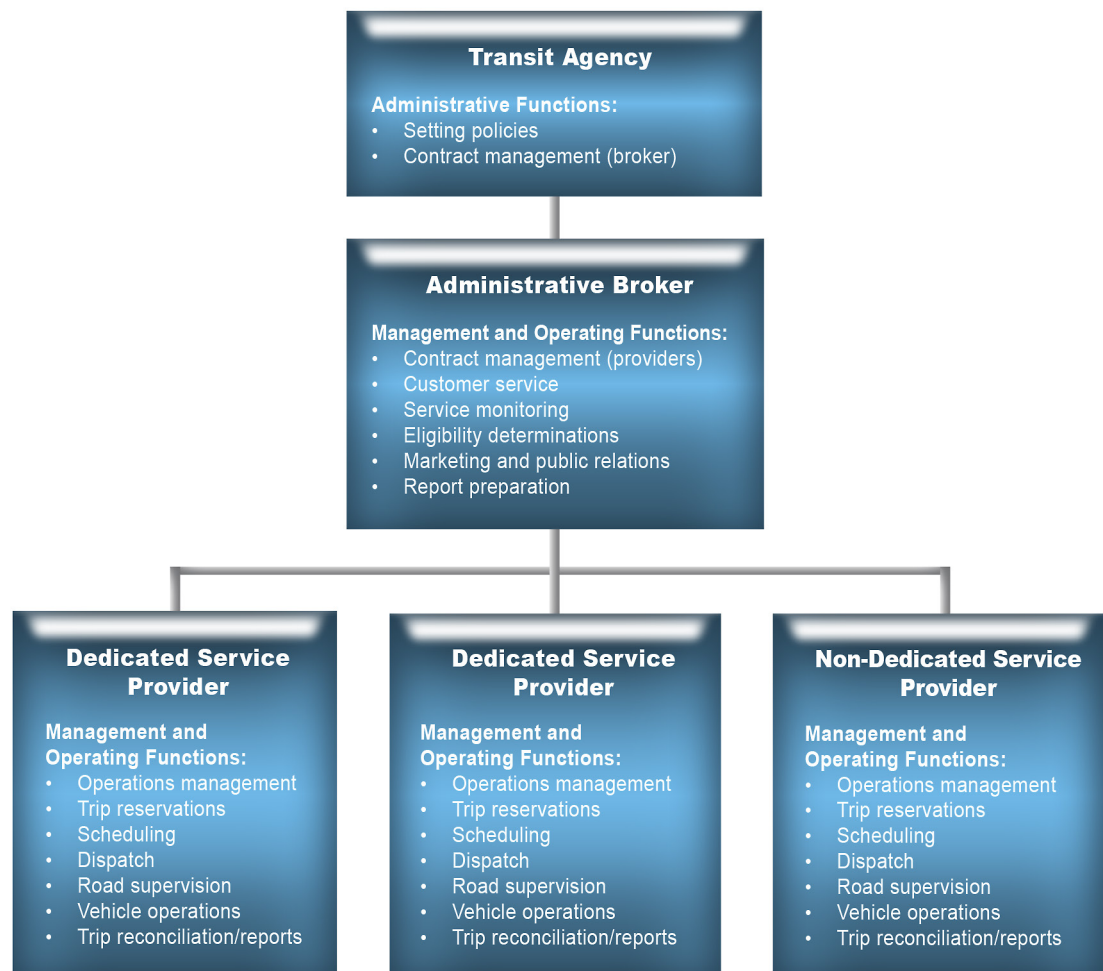 Transit Agency
Administrative Functions:
• Setting policies
• Contract management (broker)
Administrative Broker
Management and Operating Functions:
• Contract management (providers)
• Customer service
• Service monitoring
• Eligibility determinations
• Marketing and public relations
• Report preparation
Dedicated Service
Provider
Management and
Operating Functions:
• Operations management
• Trip reservations
• Scheduling
• Dispatch
• Road supervision
• Vehicle operations
• Trip reconciliation/reports
Dedicated Service
Provider
Management and
Operating Functions:
• Operations management
• Trip reservations
• Scheduling
• Dispatch
• Road supervision
• Vehicle operations
• Trip reconciliation/reports
Non-Dedicated Service
Provider
Management and
Operating Functions:
• Operations management
• Trip reservations
• Scheduling
• Dispatch
• Road supervision
• Vehicle operations
• Trip reconciliation/reports